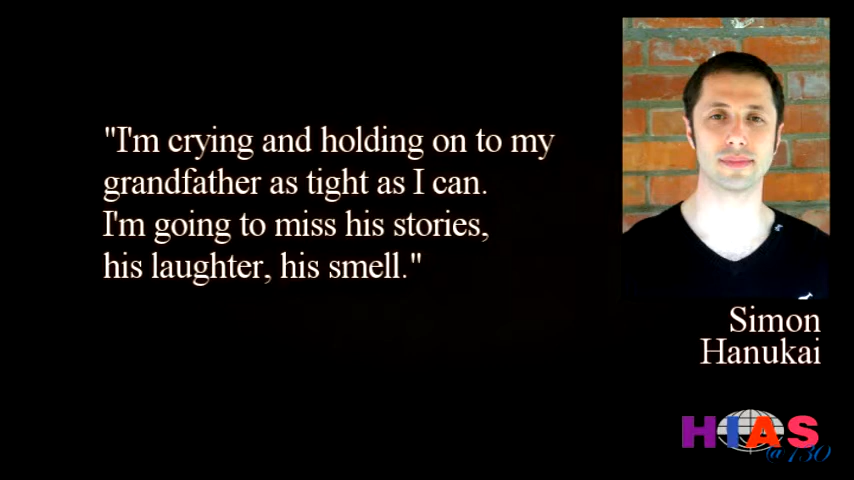 "I'm crying and holding on to my
grandfather as tight as I can.
I'm going to miss his stories,
his laughter, his smell."
Simon
Hanukai
HIAS
@130